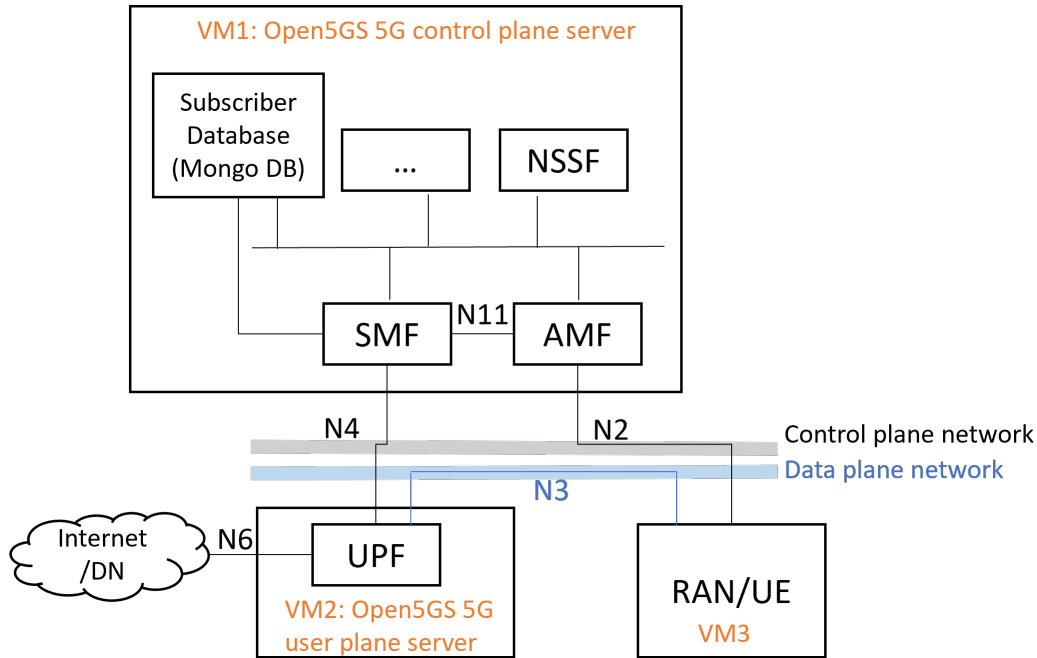 VM1: Open5GS 5G control plane server
Subscriber
Database
(Mongo DB)
...
NSSF
SMF
N11
AMF
N4
N2
Control plane network
Data plane network
N3
Internet
/DN
N6
UPF
VM2: Open5GS 5G
user plane server
RAN/UE
VM3